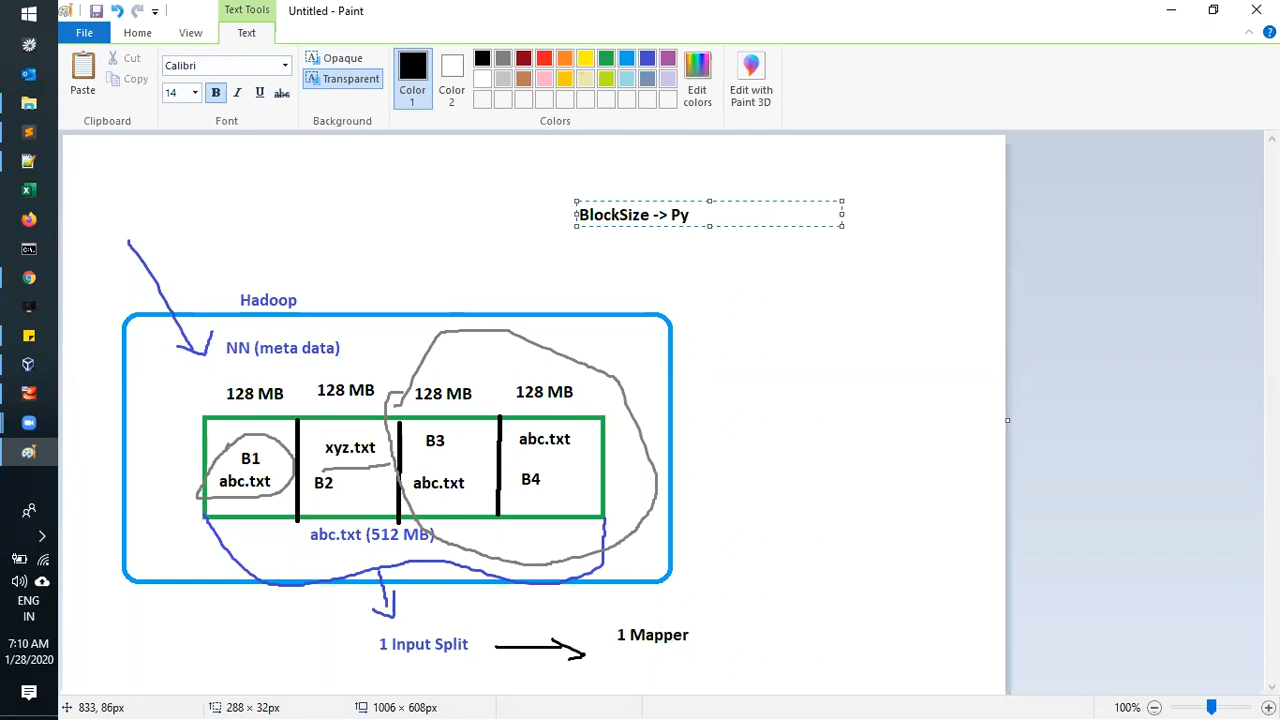 Text Tools
Untitled - Paint
File
Home
View
Text
Paste
Cut
Copy
Clipboard
Calibri
14
B I U abc
Font
Opaque
Transparent
Background
Color 1
Color 2
Edit colors
Colors
Edit with Paint 3D
BlockSize -> Py
Hadoop
NN (meta data)
128 MB
128 MB
128 MB
128 MB
B1
abc.txt
xyz.txt
B2
B3
abc.txt
abc.txt
B4
abc.txt (512 MB)
1 Input Split
1 Mapper
ENG
IN
7:10 AM
1/28/2020
833, 86px
288 × 32px
1006 × 608px
100%